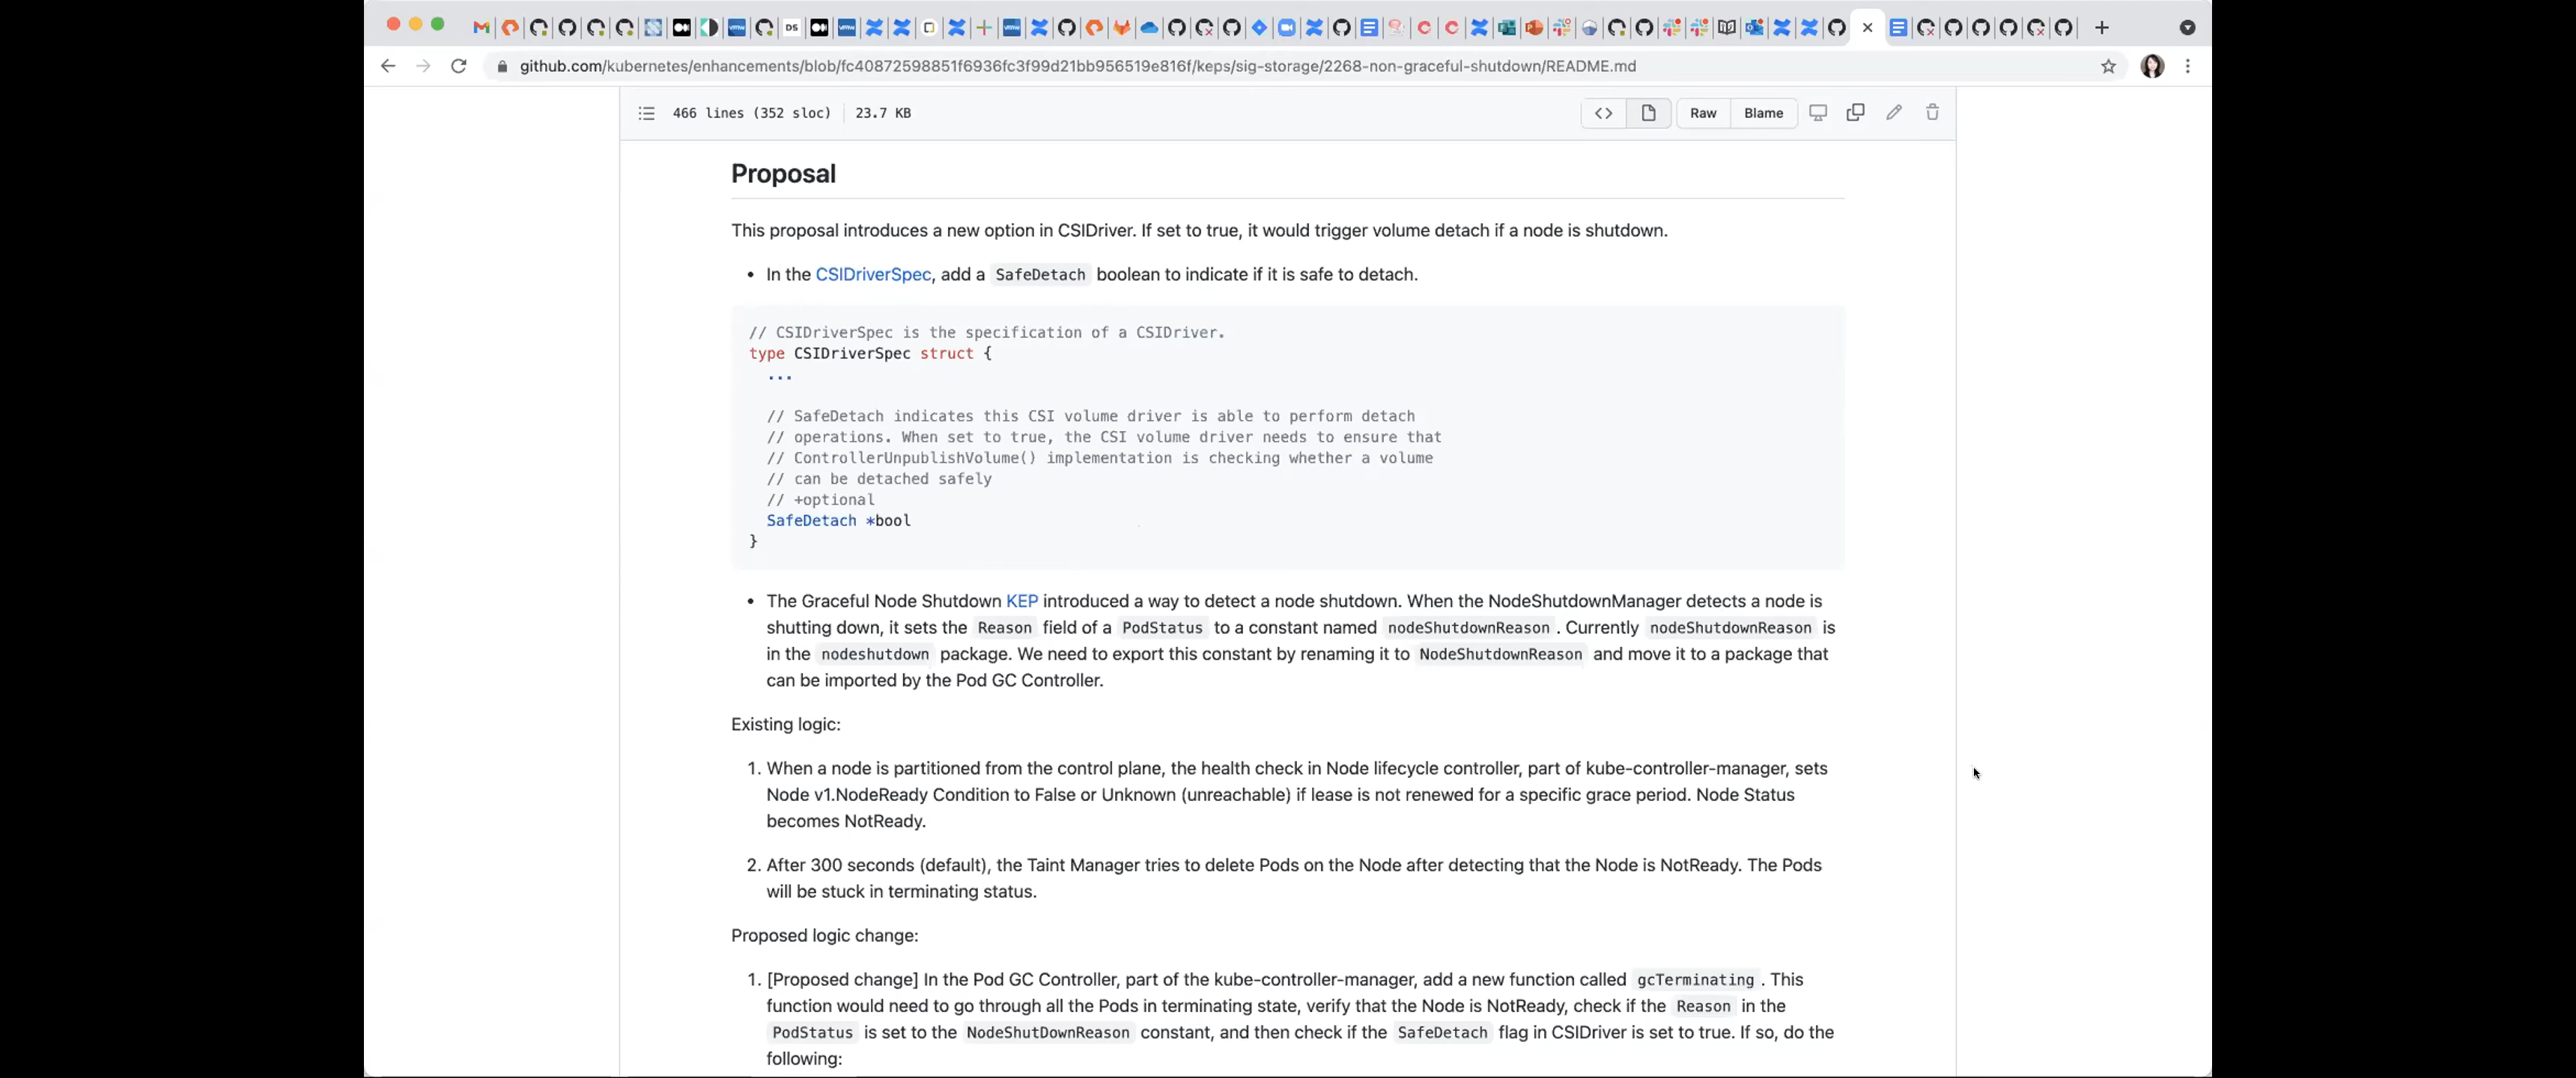 DS
vmw
vmw
vmw
github.com/kubernetes/enhancements/blob/fc40872598851f6936fc3f99d21bb956519e816f/keps/sig-storage/2268-non-graceful-shutdown/README.md
466 lines (352 sloc) 23.7 KB
Raw Blame
Proposal
This proposal introduces a new option in CSIDriver. If set to true, it would trigger volume detach if a node is shutdown.
• In the CSIDriverSpec, add a SafeDetach boolean to indicate if it is safe to detach.
// CSIDriverSpec is the specification of a CSIDriver.
type CSIDriverSpec struct {
...
// SafeDetach indicates this CSI volume driver is able to perform detach
// operations. When set to true, the CSI volume driver needs to ensure that
// ControllerUnpublishVolume() implementation is checking whether a volume
// can be detached safely
// +optional
SafeDetach *bool
}
• The Graceful Node Shutdown KEP introduced a way to detect a node shutdown. When the NodeShutdownManager detects a node is
shutting down, it sets the Reason field of a PodStatus to a constant named nodeShutdownReason . Currently nodeShutdownReason is
in the nodeshutdown package. We need to export this constant by renaming it to NodeShutdownReason and move it to a package that
can be imported by the Pod GC Controller.
Existing logic:
1. When a node is partitioned from the control plane, the health check in Node lifecycle controller, part of kube-controller-manager, sets
Node v1.NodeReady Condition to False or Unknown (unreachable) if lease is not renewed for a specific grace period. Node Status
becomes NotReady.
2. After 300 seconds (default), the Taint Manager tries to delete Pods on the Node after detecting that the Node is NotReady. The Pods
will be stuck in terminating status.
Proposed logic change:
1. [Proposed change] In the Pod GC Controller, part of the kube-controller-manager, add a new function called gcTerminating . This
function would need to go through all the Pods in terminating state, verify that the Node is NotReady, check if the Reason in the
PodStatus is set to the NodeShutDownReason constant, and then check if the SafeDetach flag in CSIDriver is set to true. If so, do the
following: